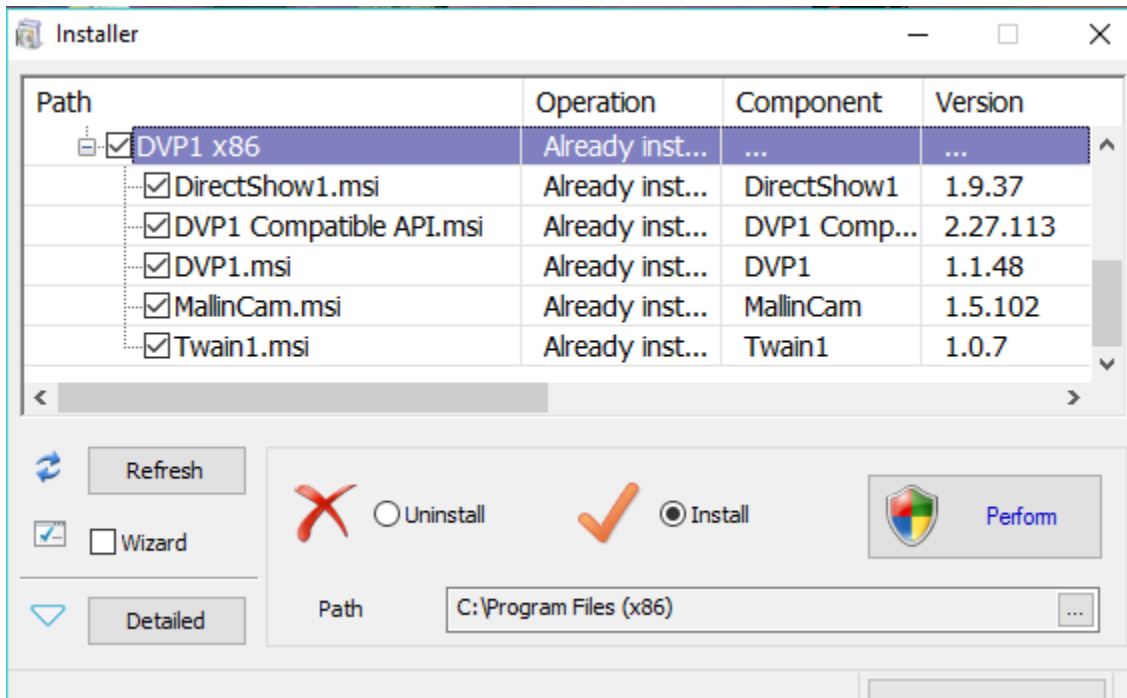 Installer
Path Operation Component Version
DVP1 x86 Already inst... ... ...
DirectShow1.msi Already inst... DirectShow1 1.9.37
DVP1 Compatible API.msi Already inst... DVP1 Comp... 2.27.113
DVP1.msi Already inst... DVP1 1.1.48
MallinCam.msi Already inst... MallinCam 1.5.102
Twain1.msi Already inst... Twain1 1.0.7
Refresh
Uninstall Install Perform
Wizard
Path C:\Program Files (x86) ...
Detailed